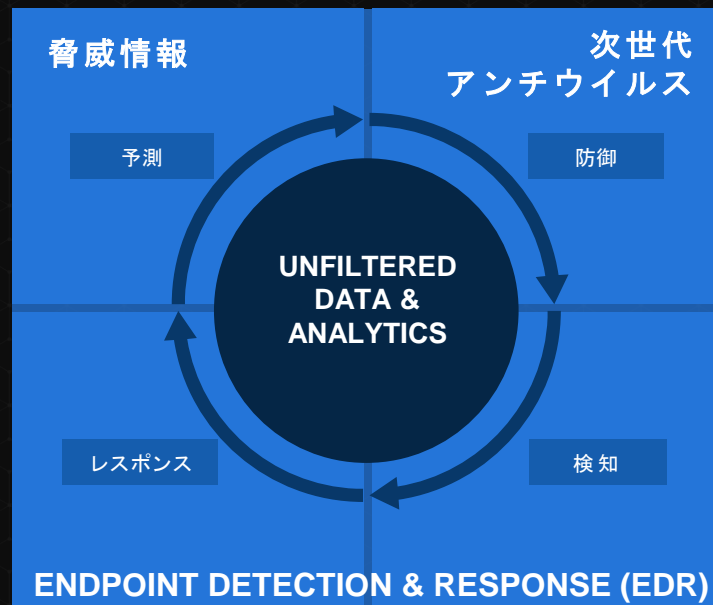 脅威情報
次世代
アンチウイルス
予測
防御
UNFILTERED
DATA &
ANALYTICS
レスポンス
検知
ENDPOINT DETECTION & RESPONSE (EDR)